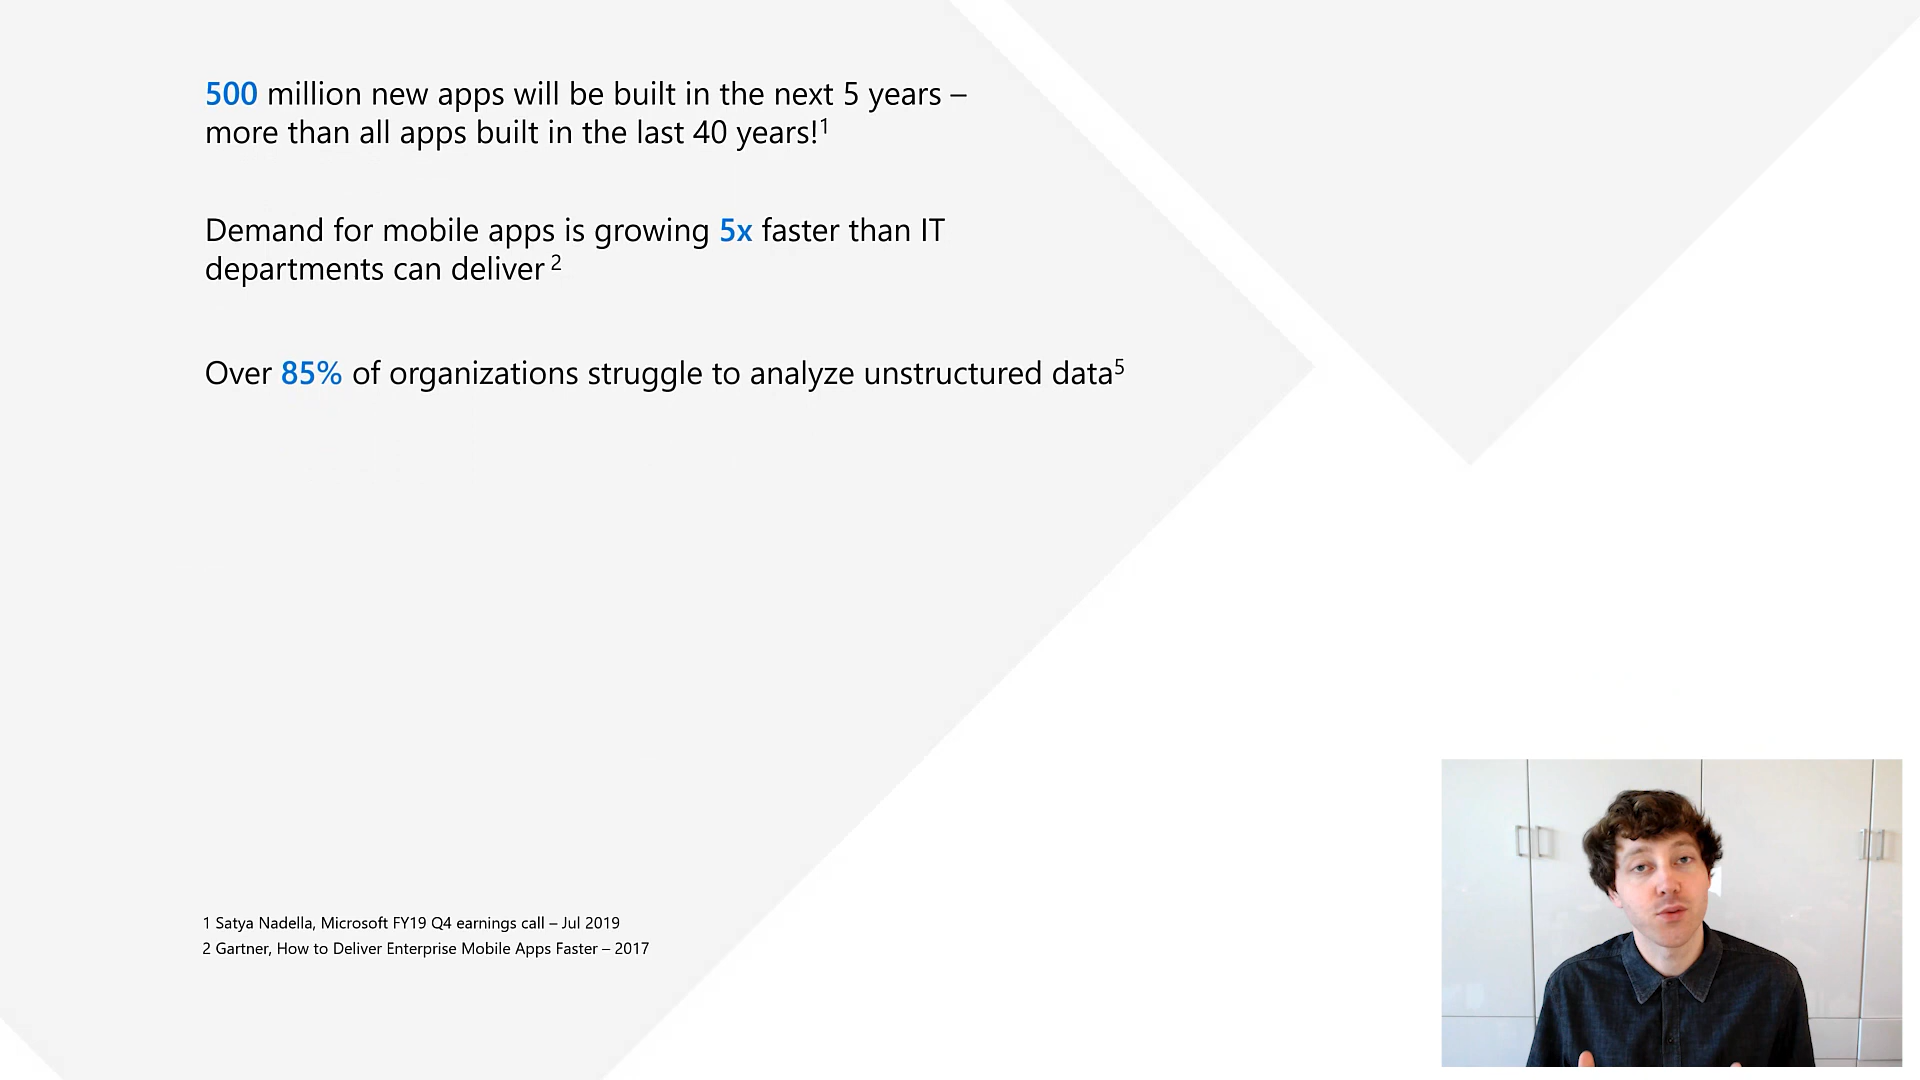 500 million new apps will be built in the next 5 years –
more than all apps built in the last 40 years!¹
Demand for mobile apps is growing 5x faster than IT
departments can deliver ²
Over 85% of organizations struggle to analyze unstructured data⁵
1 Satya Nadella, Microsoft FY19 Q4 earnings call – Jul 2019
2 Gartner, How to Deliver Enterprise Mobile Apps Faster – 2017